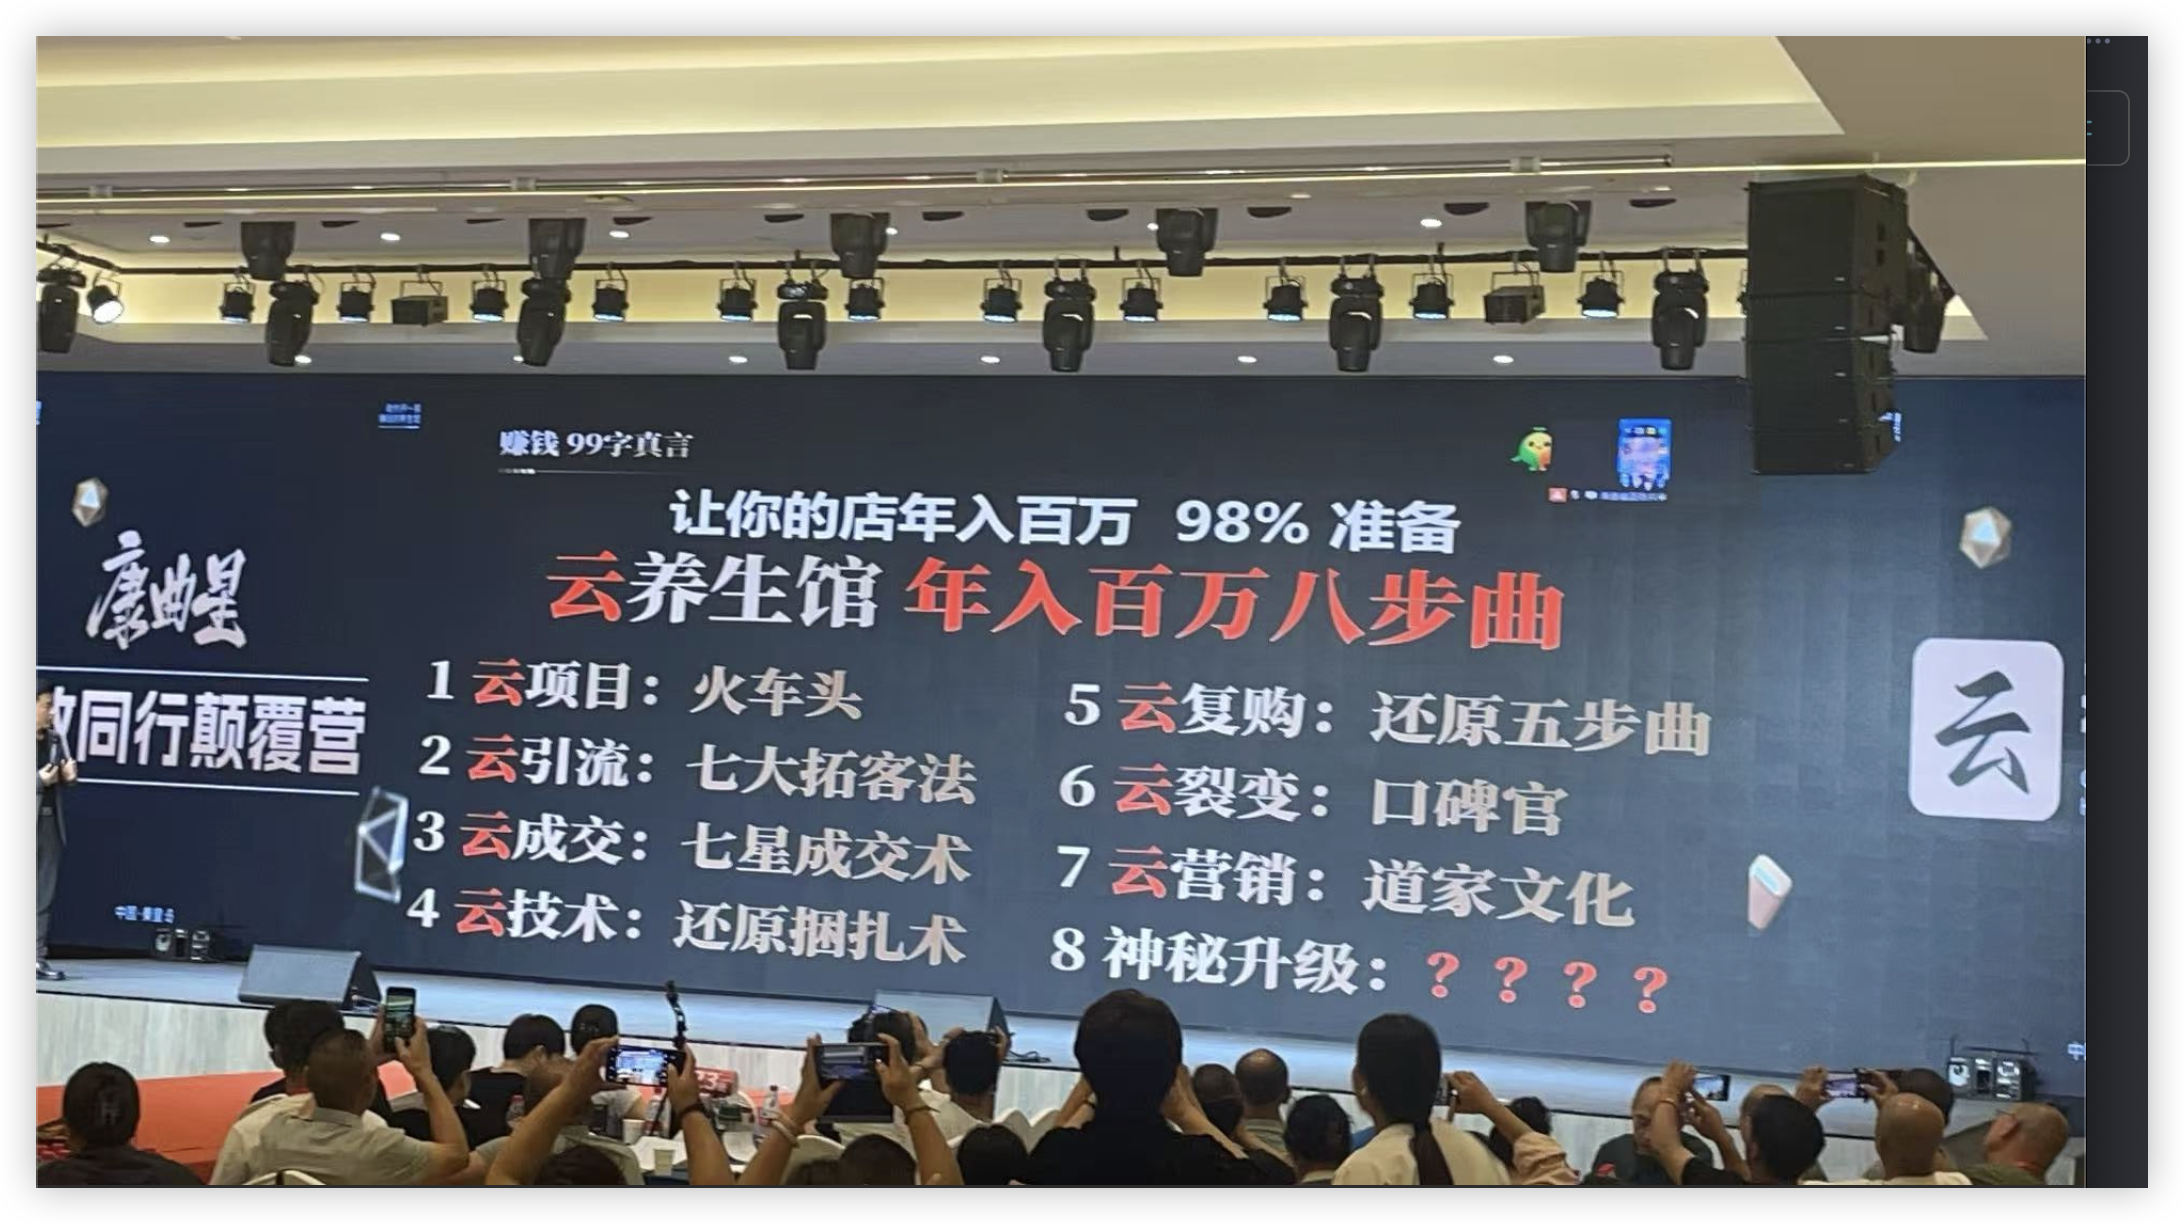 赚钱 99字真言
让你的店年入百万 98% 准备
云养生馆 年入百万八步曲
1 云项目：火车头
2 云引流：七大拓客法
3 云成交：七星成交术
4 云技术：还原捆扎术
5 云复购：还原五步曲
6 云裂变：口碑官
7 云营销：道家文化
8 神秘升级：？？？？
康曲星
同行颠覆营
中国·秦皇岛
云